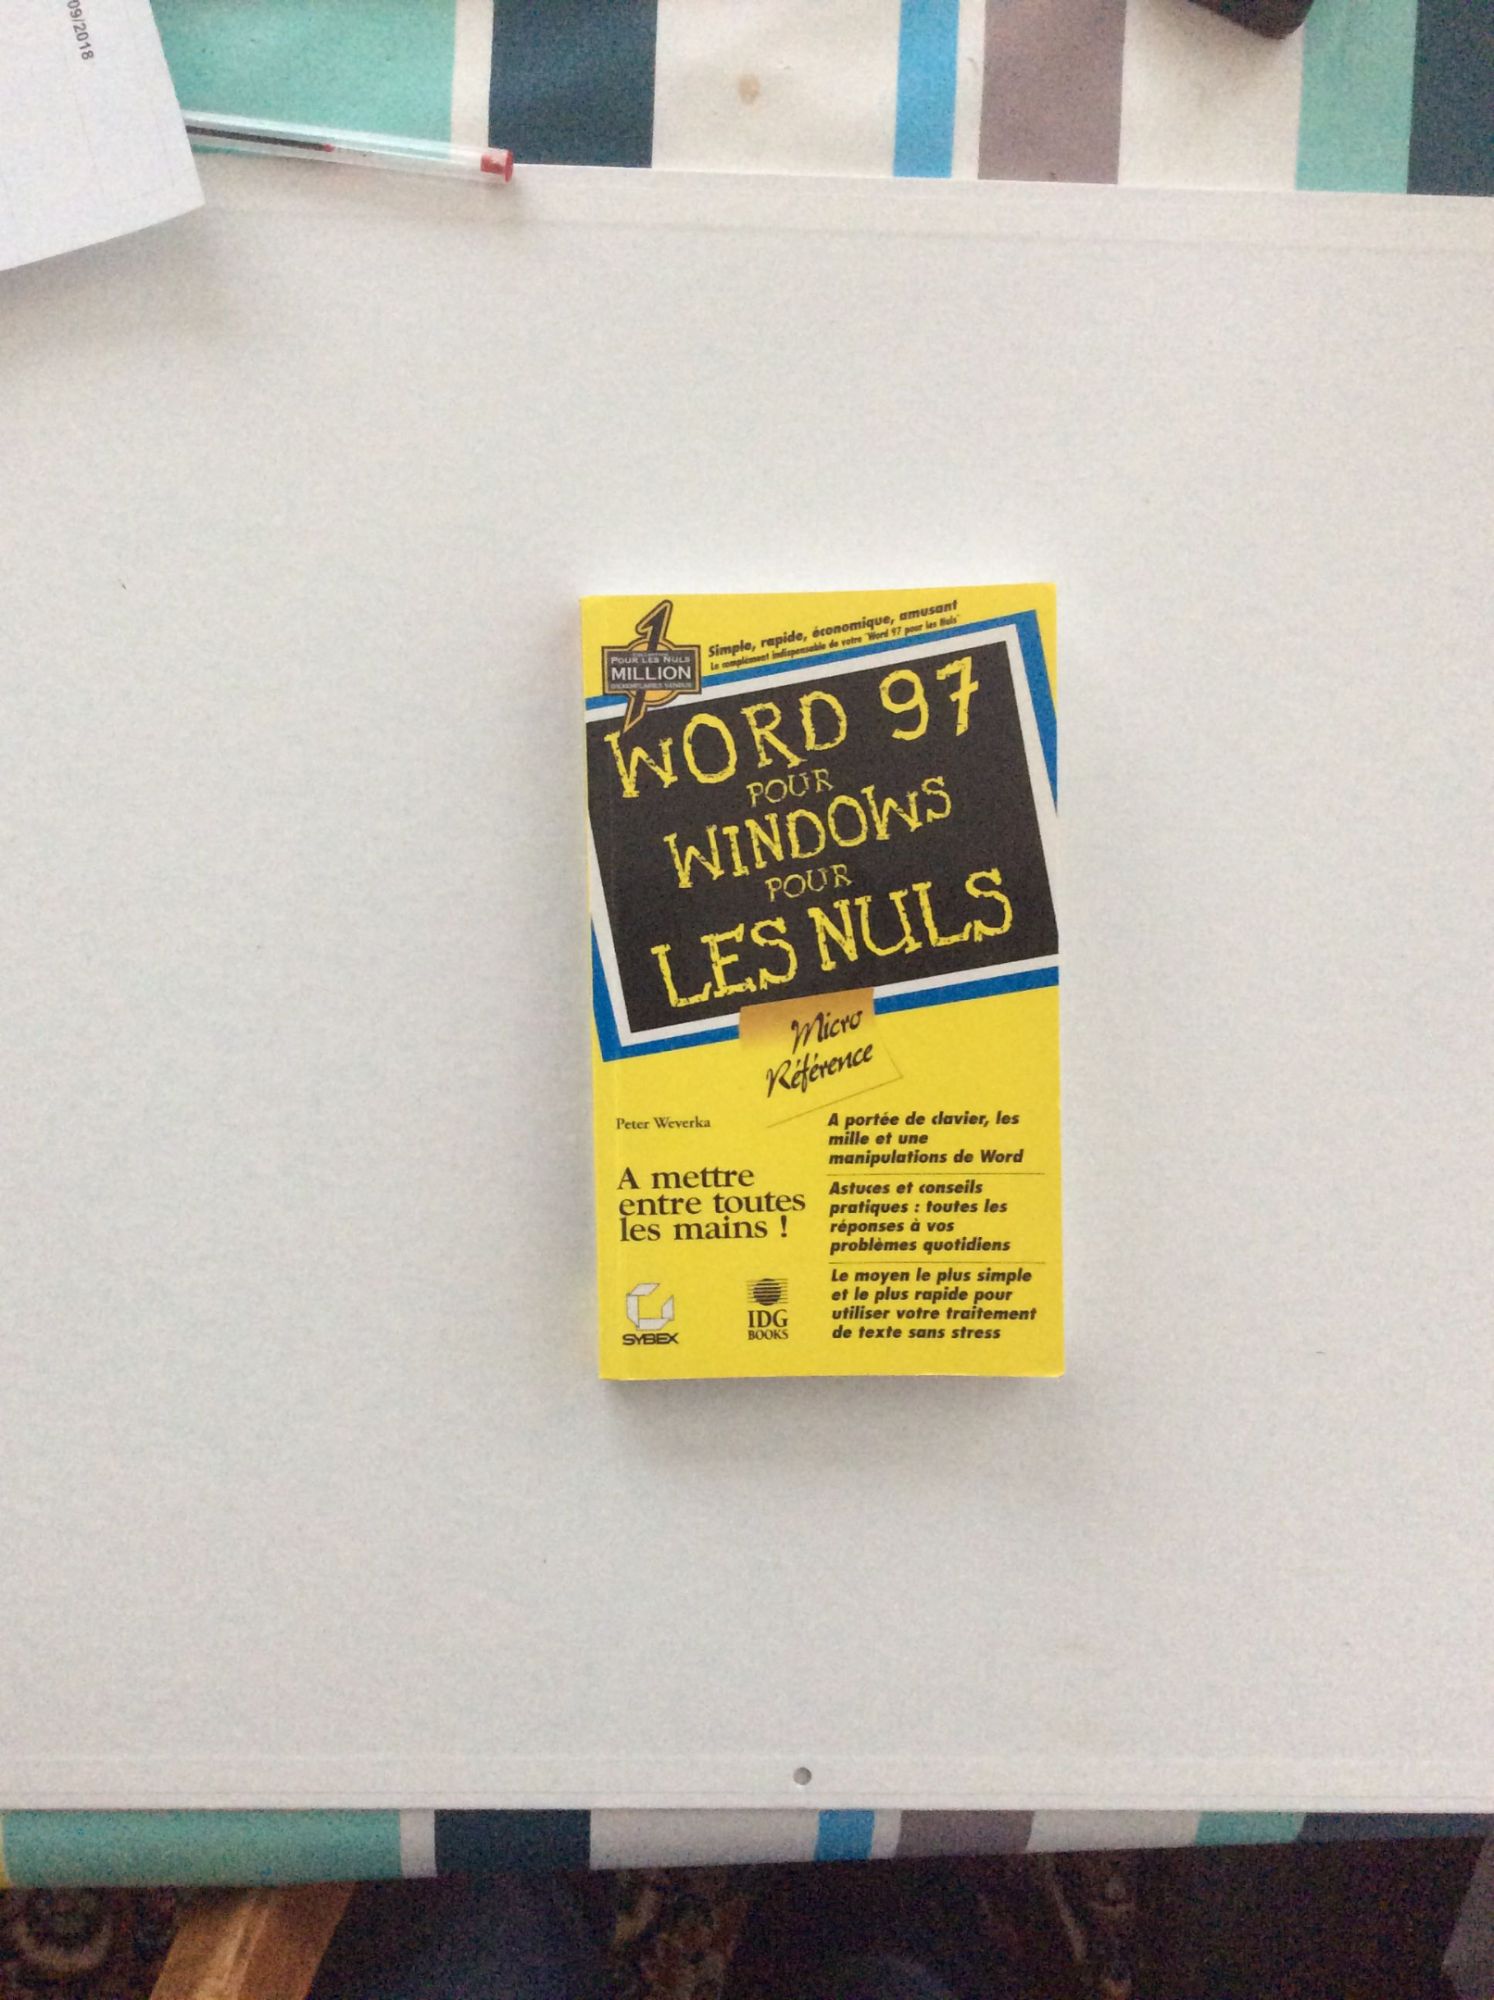 09/2018
Simple, rapide, économique, amusant
Le complément indispensable de votre "Word 97 pour les Nuls"
1
POUR LES NULS
MILLION
D'EXEMPLAIRES VENDUS
WORD 97
POUR
WINDOWS
POUR
LES NULS
Micro
Référence
Peter Weverka
A mettre
entre toutes
les mains !
SYBEX
IDG
BOOKS
A portée de clavier, les
mille et une
manipulations de Word
Astuces et conseils
pratiques : toutes les
réponses à vos
problèmes quotidiens
Le moyen le plus simple
et le plus rapide pour
utiliser votre traitement
de texte sans stress